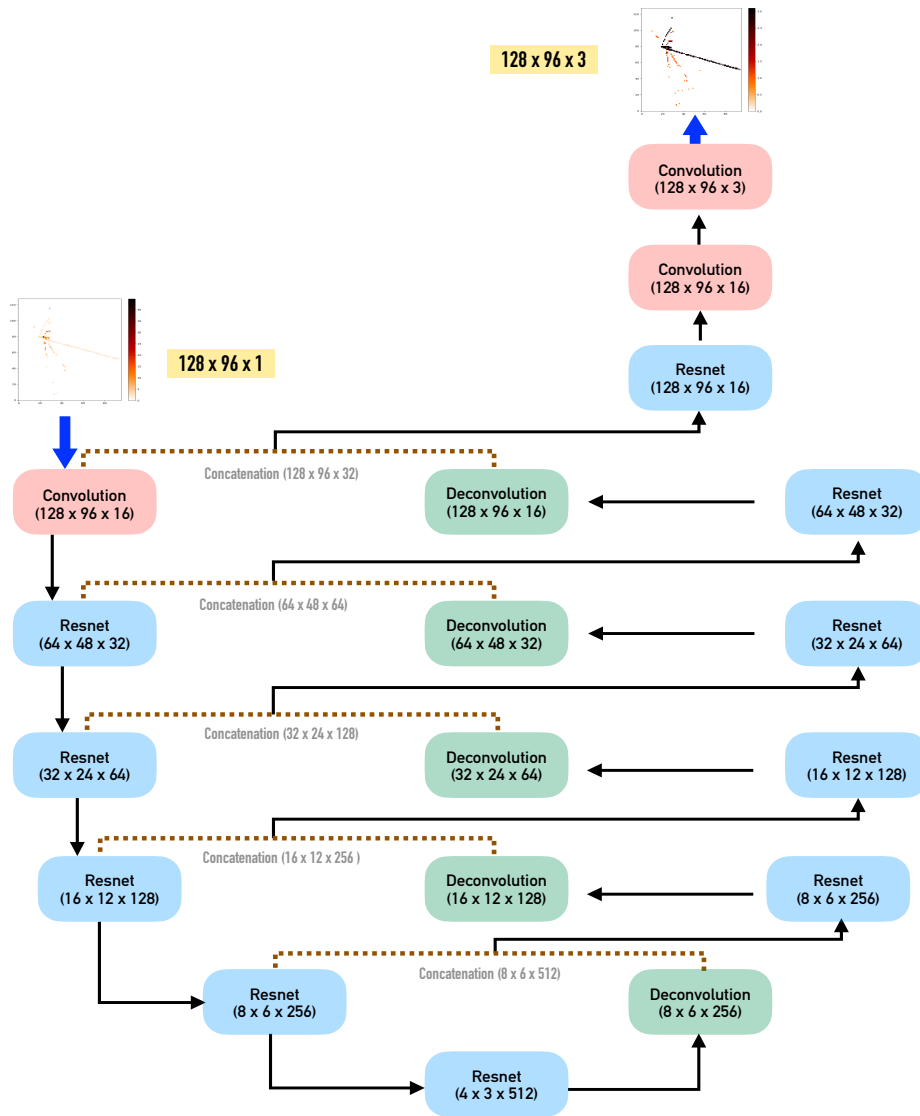 128 x 96 x 3
Convolution
(128 x 96 x 3)
Convolution
(128 x 96 x 16)
128 x 96 x 1
Resnet
(128 x 96 x 16)
Concatenation (128 x 96 x 32)
Convolution
(128 x 96 x 16)
Deconvolution
(128 x 96 x 16)
Resnet
(64 x 48 x 32)
Concatenation (64 x 48 x 64)
Resnet
(64 x 48 x 32)
Deconvolution
(64 x 48 x 32)
Resnet
(32 x 24 x 64)
Concatenation (32 x 24 x 128)
Resnet
(32 x 24 x 64)
Deconvolution
(32 x 24 x 64)
Resnet
(16 x 12 x 128)
Concatenation (16 x 12 x 256 )
Resnet
(16 x 12 x 128)
Deconvolution
(16 x 12 x 128)
Resnet
(8 x 6 x 256)
Concatenation (8 x 6 x 512)
Resnet
(8 x 6 x 256)
Deconvolution
(8 x 6 x 256)
Resnet
(4 x 3 x 512)